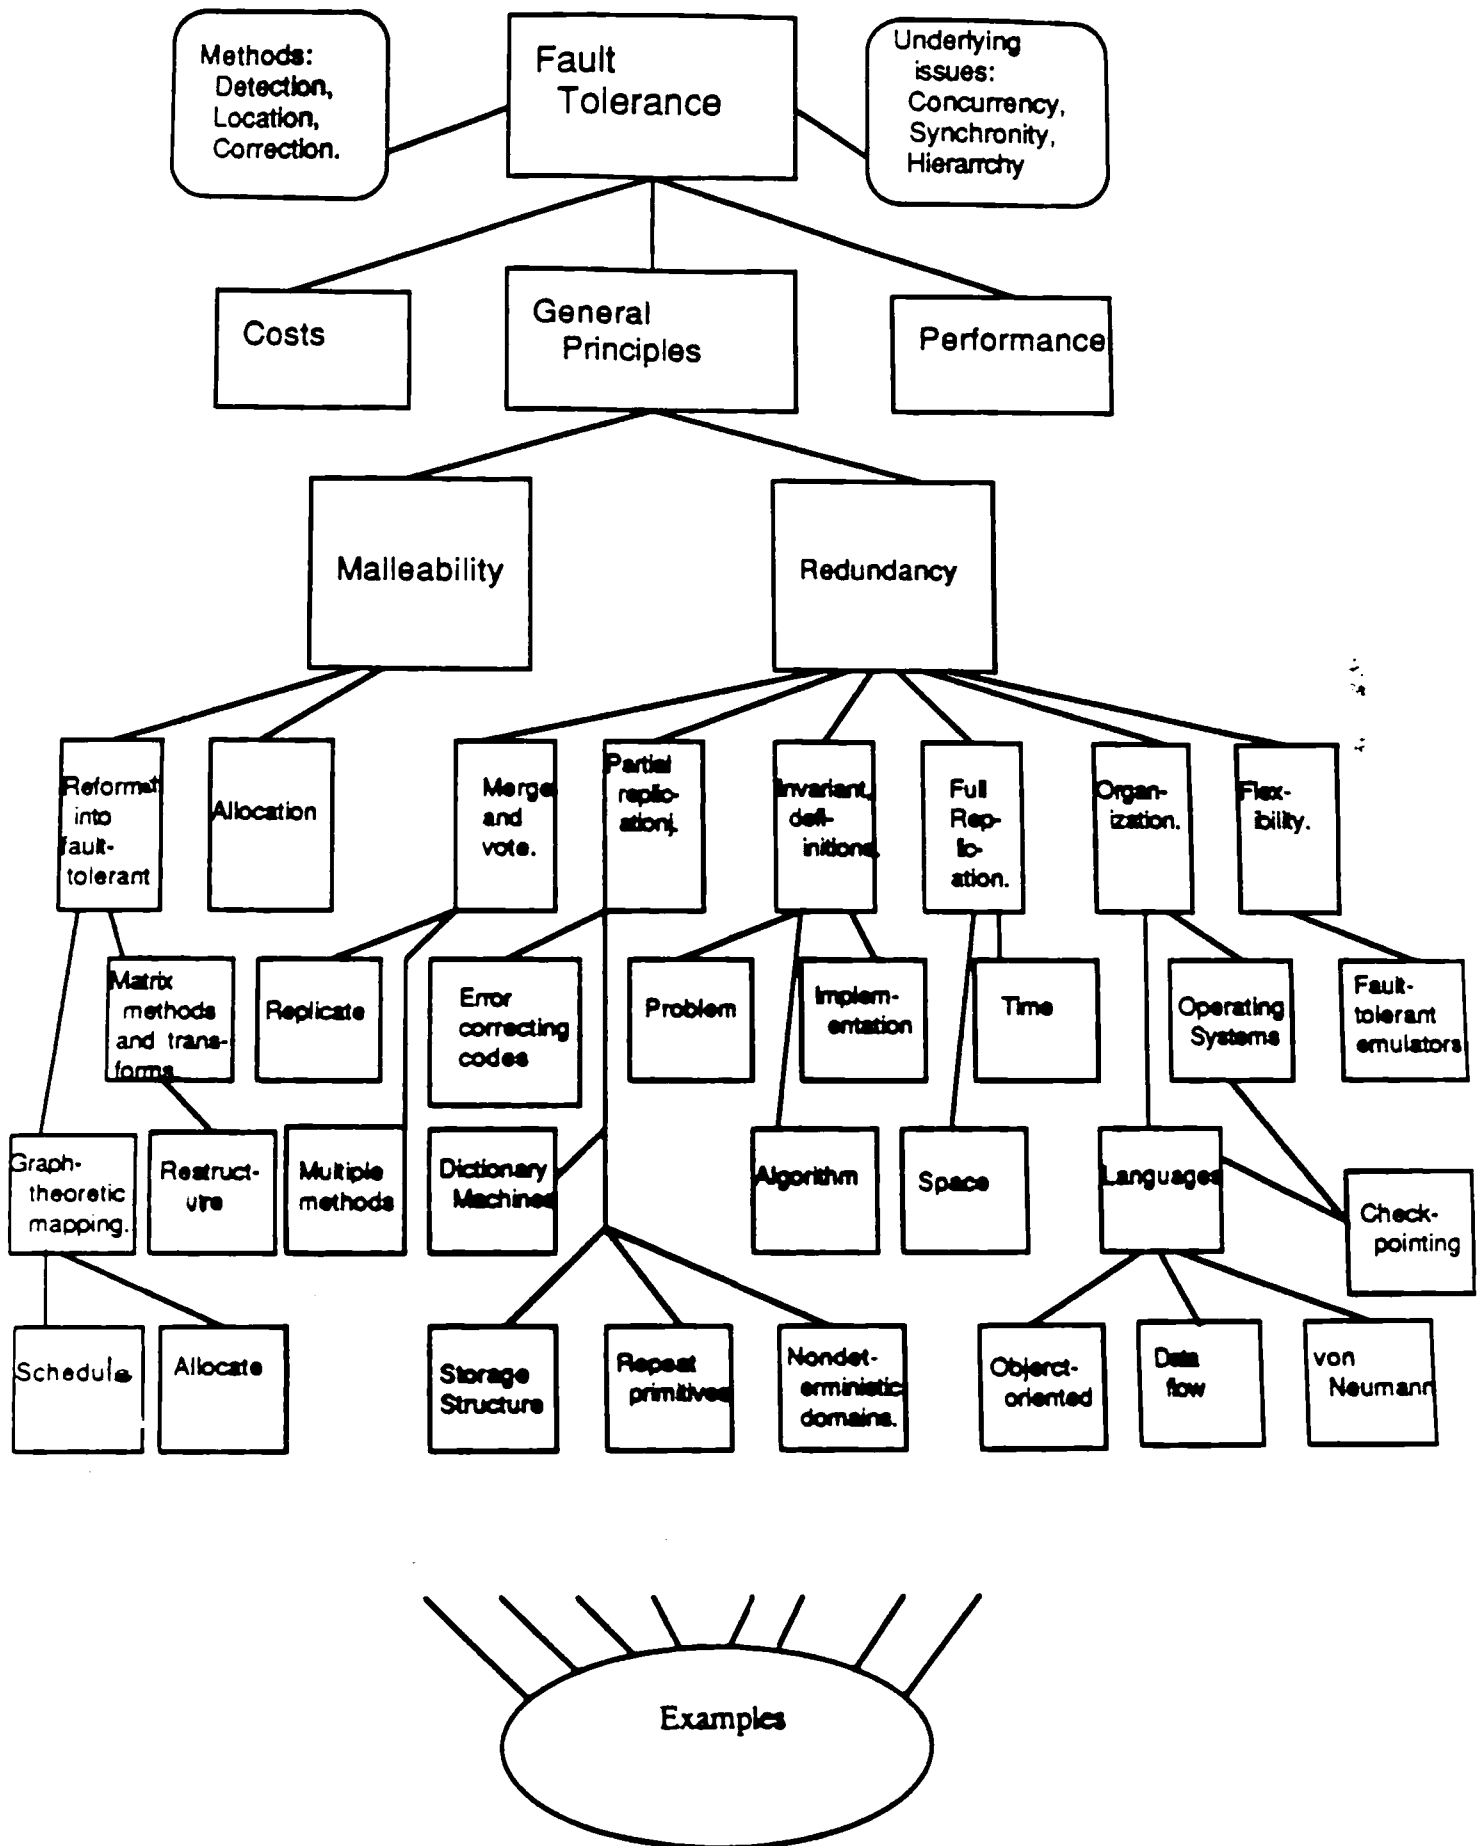 Methods:
Detection,
Location,
Correction.
Fault
Tolerance
Underlying
issues:
Concurrency,
Synchronity,
Hierarrchy
Costs
General
Principles
Performance
Malleability
Redundancy
Reformat
into
fault-
tolerant
Allocation
Merge
and
vote.
Partial
replic-
ationj.
Invariant,
defi-
initions.
Full
Rep-
lic-
ation.
Organ-
ization.
Flex-
ibility.
Matrix
methods
and trans-
forms
Replicate
Error
correcting
codes
Problem
Implem-
entation
Time
Operating
Systems
Fault-
tolerant
emulators
Graph-
theoretic
mapping.
Restruct-
ure
Multiple
methods
Dictionary
Machines
Algorithm
Space
Languages
Check-
pointing
Schedule
Allocate
Storage
Structure
Repeat
primitives
Nondet-
erministic
domains.
Objerct-
oriented
Data
flow
von
Neumann
Examples